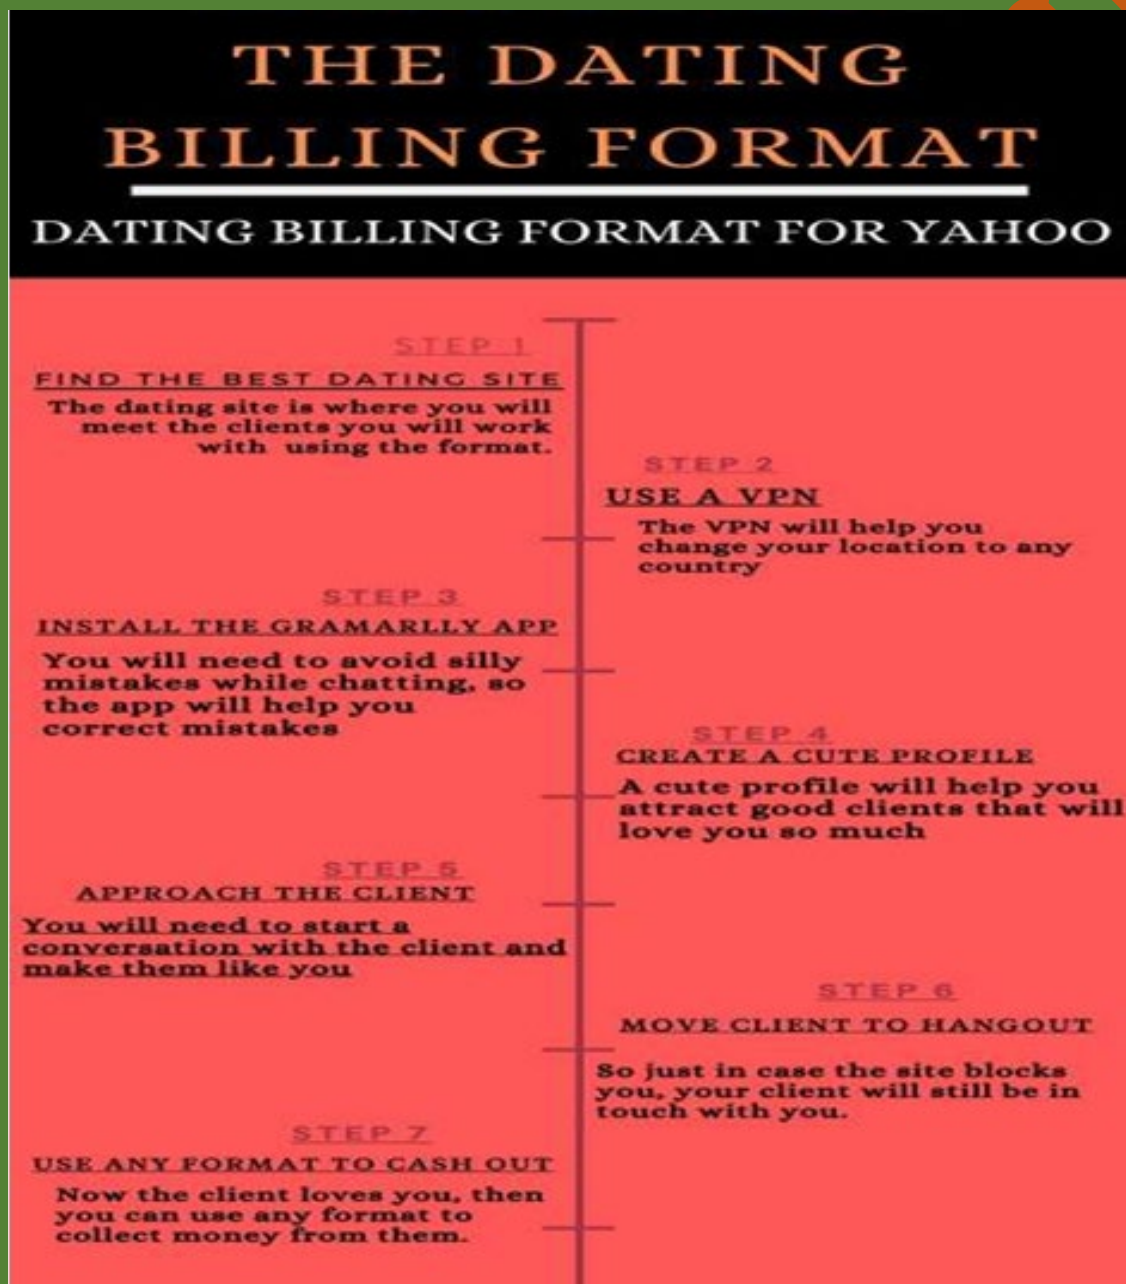 THE DATING
BILLING FORMAT
DATING BILLING FORMAT FOR YAHOO
STEP 1
FIND THE BEST DATING SITE
The dating site is where you will
meet the clients you will work
with using the format.
STEP 2
USE A VPN
The VPN will help you
change your location to any
country
STEP 3
INSTALL THE GRAMARLLY APP
You will need to avoid silly
mistakes while chatting, so
the app will help you
correct mistakes
STEP 4
CREATE A CUTE PROFILE
A cute profile will help you
attract good clients that will
love you so much
STEP 5
APPROACH THE CLIENT
You will need to start a
conversation with the client and
make them like you
STEP 6
MOVE CLIENT TO HANGOUT
So just in case the site blocks
you, your client will still be in
touch with you.
STEP 7
USE ANY FORMAT TO CASH OUT
Now the client loves you, then
you can use any format to
collect money from them.